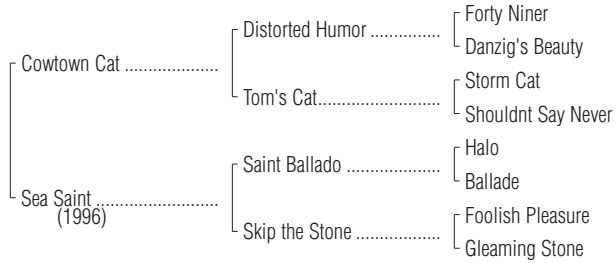 Forty Niner
Distorted Humor ...............
Danzig's Beauty
Cowtown Cat ....................
Storm Cat
Tom's Cat..........................
Shouldnt Say Never
Halo
Saint Ballado ....................
Ballade
Sea Saint ..........................
(1996)
Foolish Pleasure
Skip the Stone ..................
Gleaming Stone